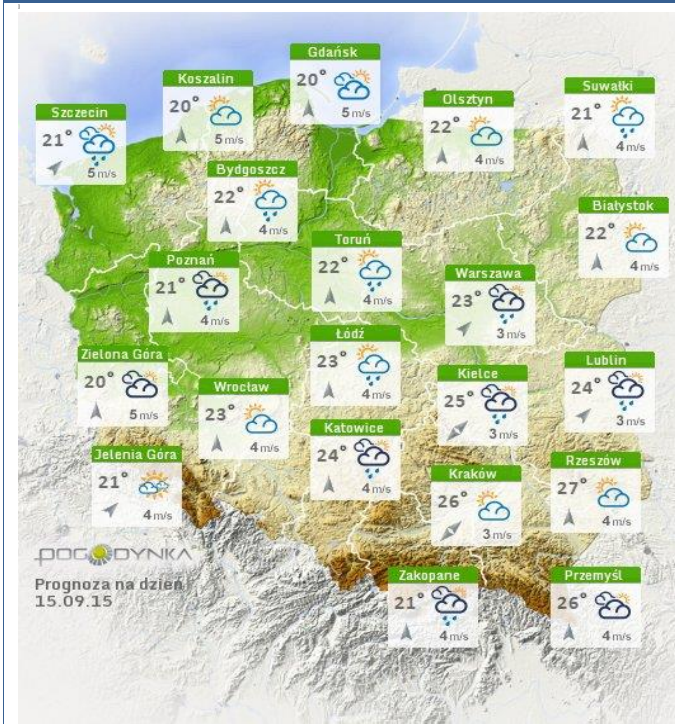 Gdańsk
20°
5 m/s
Koszalin
20°
5 m/s
Suwałki
21°
4 m/s
Olsztyn
22°
4 m/s
Szczecin
21°
5 m/s
Bydgoszcz
22°
4 m/s
Białystok
22°
4 m/s
Toruń
22°
4 m/s
Poznań
21°
4 m/s
Warszawa
23°
3 m/s
Łódź
23°
4 m/s
Zielona Góra
20°
5 m/s
Lublin
24°
3 m/s
Kielce
25°
3 m/s
Wrocław
23°
4 m/s
Katowice
24°
4 m/s
Jelenia Góra
21°
4 m/s
Rzeszów
27°
4 m/s
Kraków
26°
3 m/s
POGODYNKA
Prognoza na dzień
15.09.15
Zakopane
21°
4 m/s
Przemyśl
26°
4 m/s